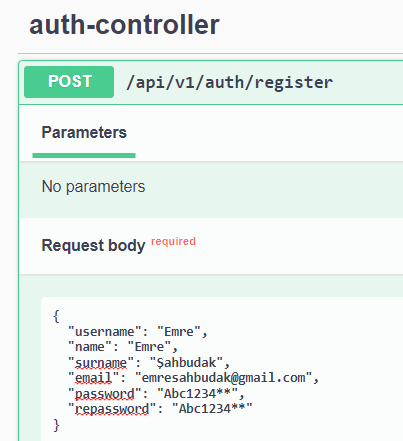 auth-controller
POST /api/v1/auth/register
Parameters
No parameters
Request body required
{
"username": "Emre",
"name": "Emre",
"surname": "Şahbudak",
"email": "emresahbudak@gmail.com",
"password": "Abc1234**",
"repassword": "Abc1234**"
}